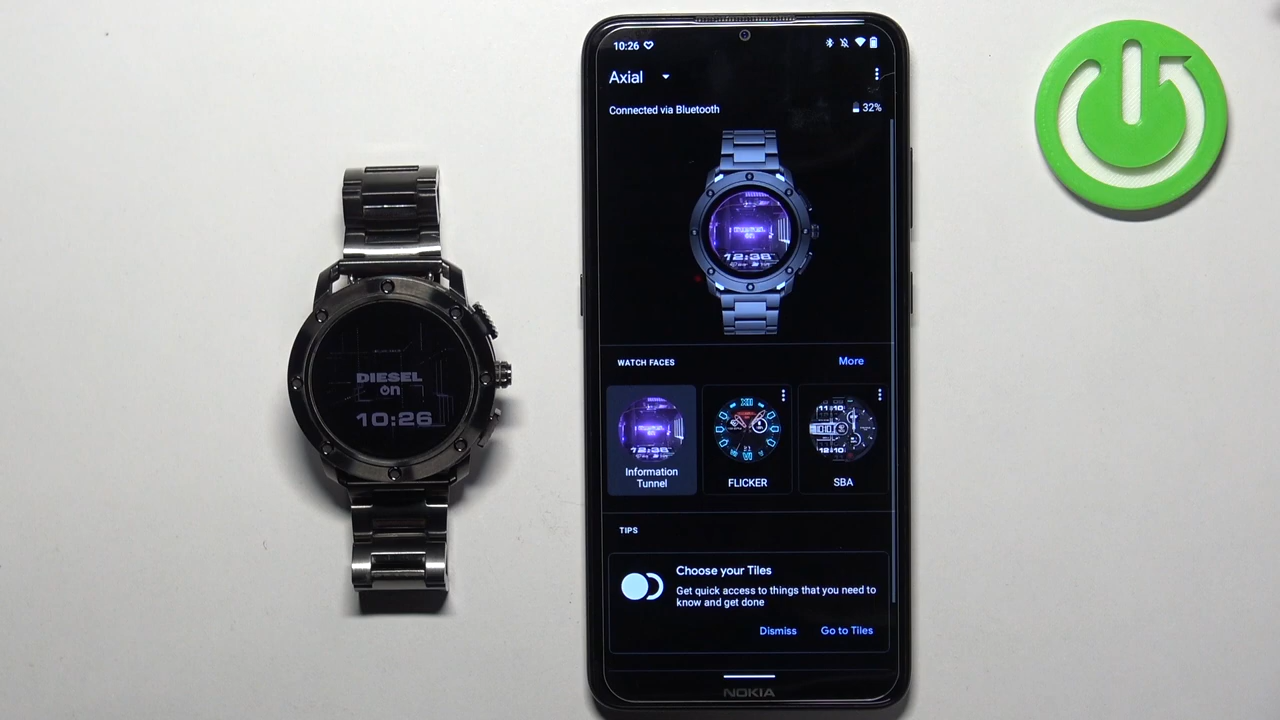 10:26
Axial
Connected via Bluetooth
32%
12:38
WATCH FACES
More
DIESEL
on
10:26
Information
Tunnel
FLICKER
SBA
TIPS
Choose your Tiles
Get quick access to things that you need to
know and get done
Dismiss
Go to Tiles
NOKIA